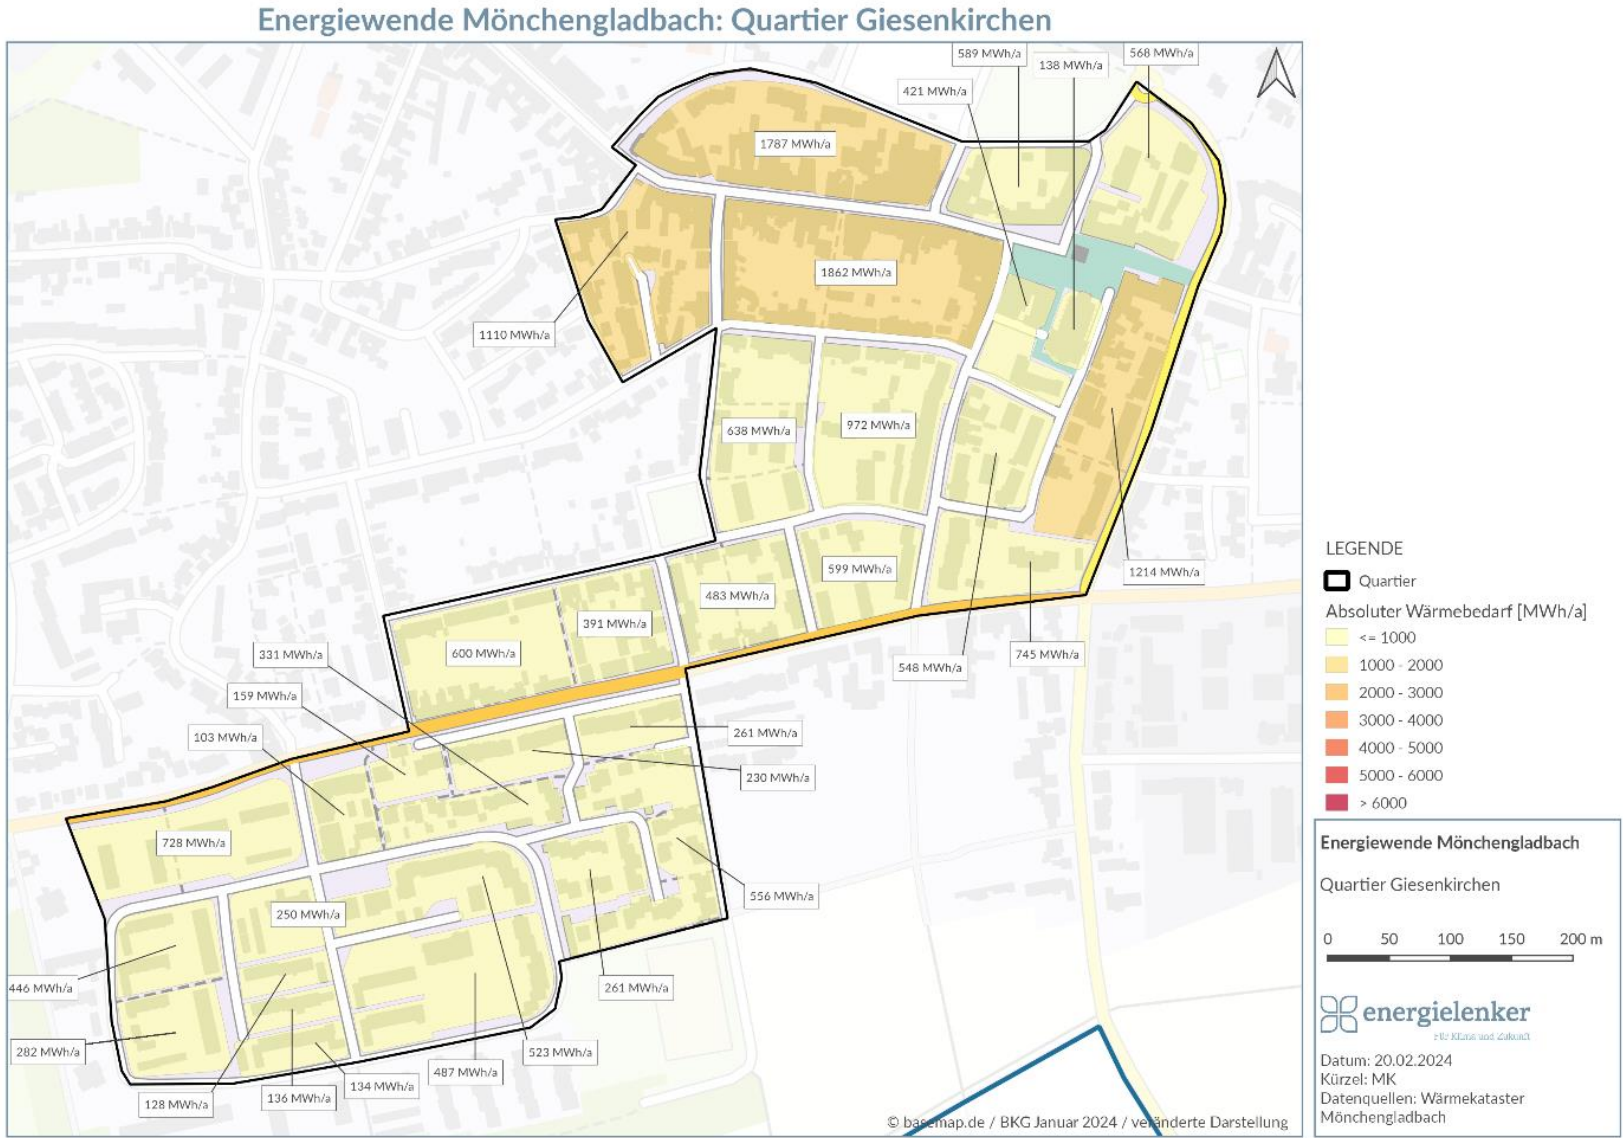 Energiewende Mönchengladbach: Quartier Giesenkirchen
589 MWh/a
138 MWh/a
568 MWh/a
421 MWh/a
1787 MWh/a
1862 MWh/a
1110 MWh/a
638 MWh/a
972 MWh/a
1214 MWh/a
599 MWh/a
483 MWh/a
391 MWh/a
600 MWh/a
548 MWh/a
745 MWh/a
331 MWh/a
159 MWh/a
103 MWh/a
261 MWh/a
230 MWh/a
728 MWh/a
556 MWh/a
250 MWh/a
446 MWh/a
261 MWh/a
282 MWh/a
523 MWh/a
487 MWh/a
134 MWh/a
136 MWh/a
128 MWh/a
© basemap.de / BKG Januar 2024 / veränderte Darstellung
LEGENDE
Quartier
Absoluter Wärmebedarf [MWh/a]
<= 1000
1000 - 2000
2000 - 3000
3000 - 4000
4000 - 5000
5000 - 6000
> 6000
Energiewende Mönchengladbach
Quartier Giesenkirchen
0 50 100 150 200 m
energielenker
Für Klima und Zukunft
Datum: 20.02.2024
Kürzel: MK
Datenquellen: Wärmekataster
Mönchengladbach